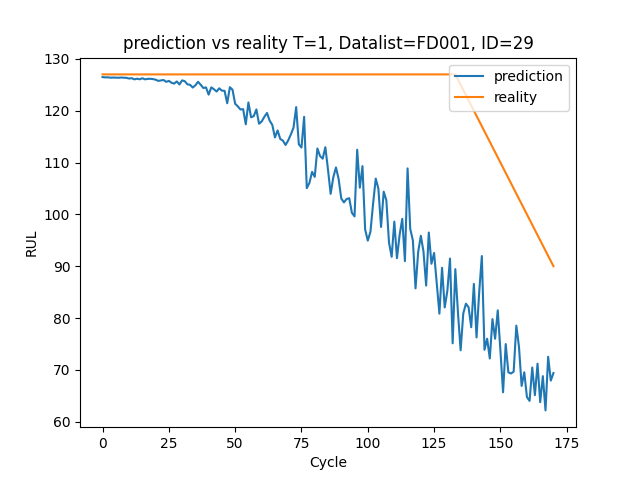 prediction vs reality T=1, Datalist=FD001, ID=29
130
120
110
100
90
80
70
60
RUL
prediction
reality
0 25 50 75 100 125 150 175
Cycle